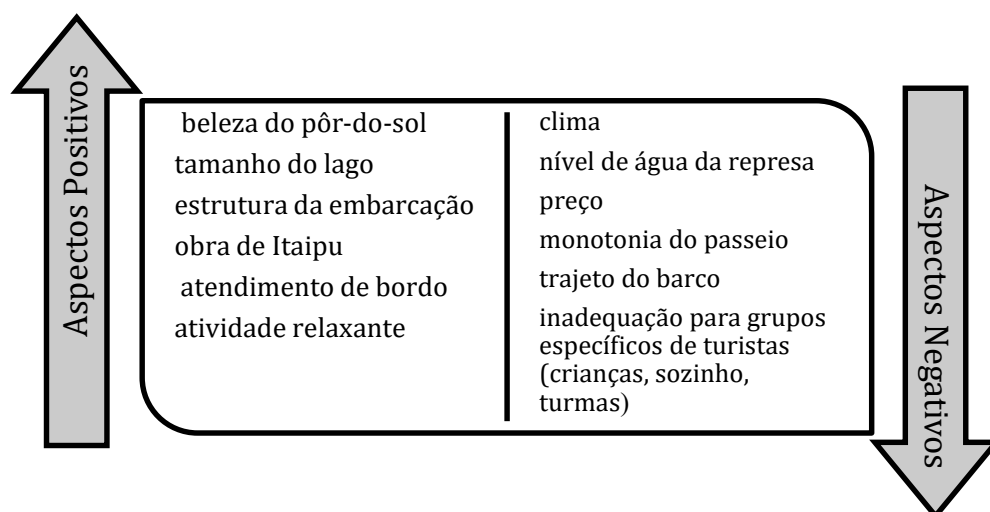 Aspectos Positivos
beleza do pôr-do-sol
tamanho do lago
estrutura da embarcação
obra de Itaipu
atendimento de bordo
atividade relaxante
clima
nível de água da represa
preço
monotonia do passeio
trajeto do barco
inadequação para grupos
específicos de turistas
(crianças, sozinho,
turmas)
Aspectos Negativos